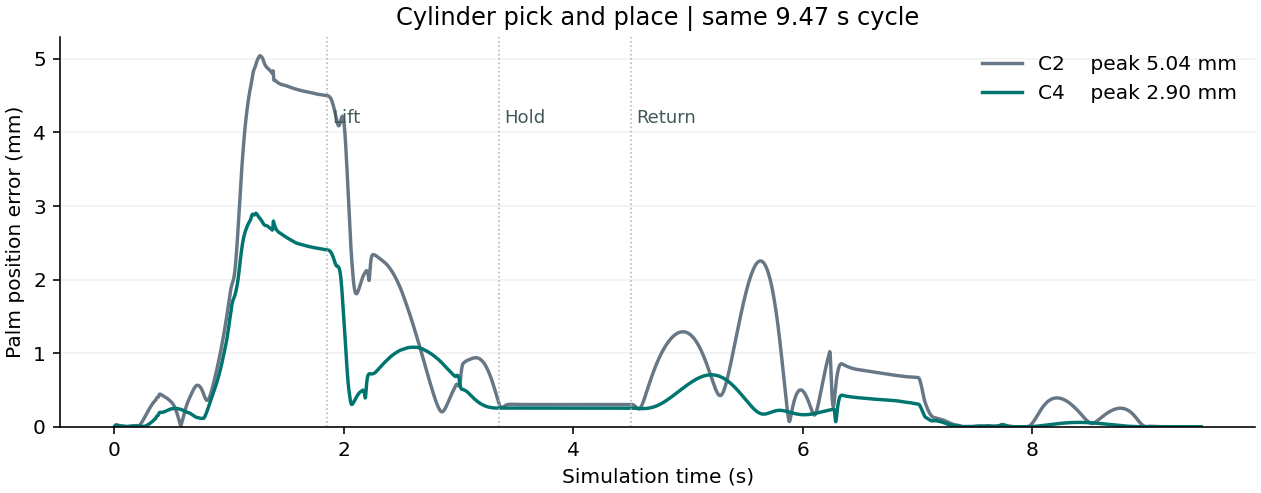 Cylinder pick and place | same 9.47 s cycle
C2 peak 5.04 mm
C4 peak 2.90 mm
Lift
Hold
Return
Palm position error (mm)
5
4
3
2
1
0
0 2 4 6 8
Simulation time (s)